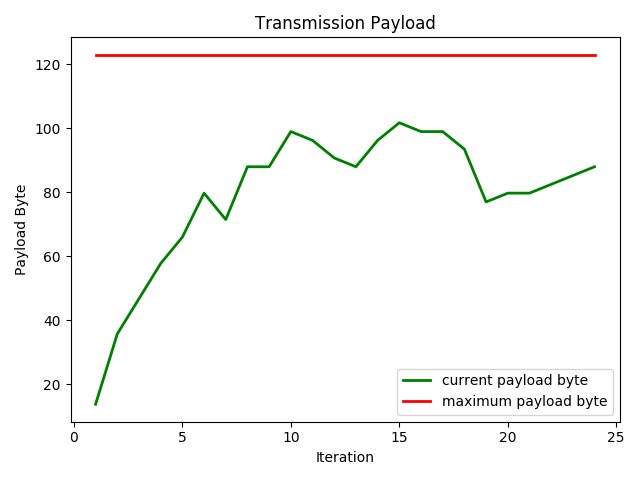 Transmission Payload
Payload Byte
120
100
80
60
40
20
0
5
10
15
20
25
Iteration
current payload byte
maximum payload byte